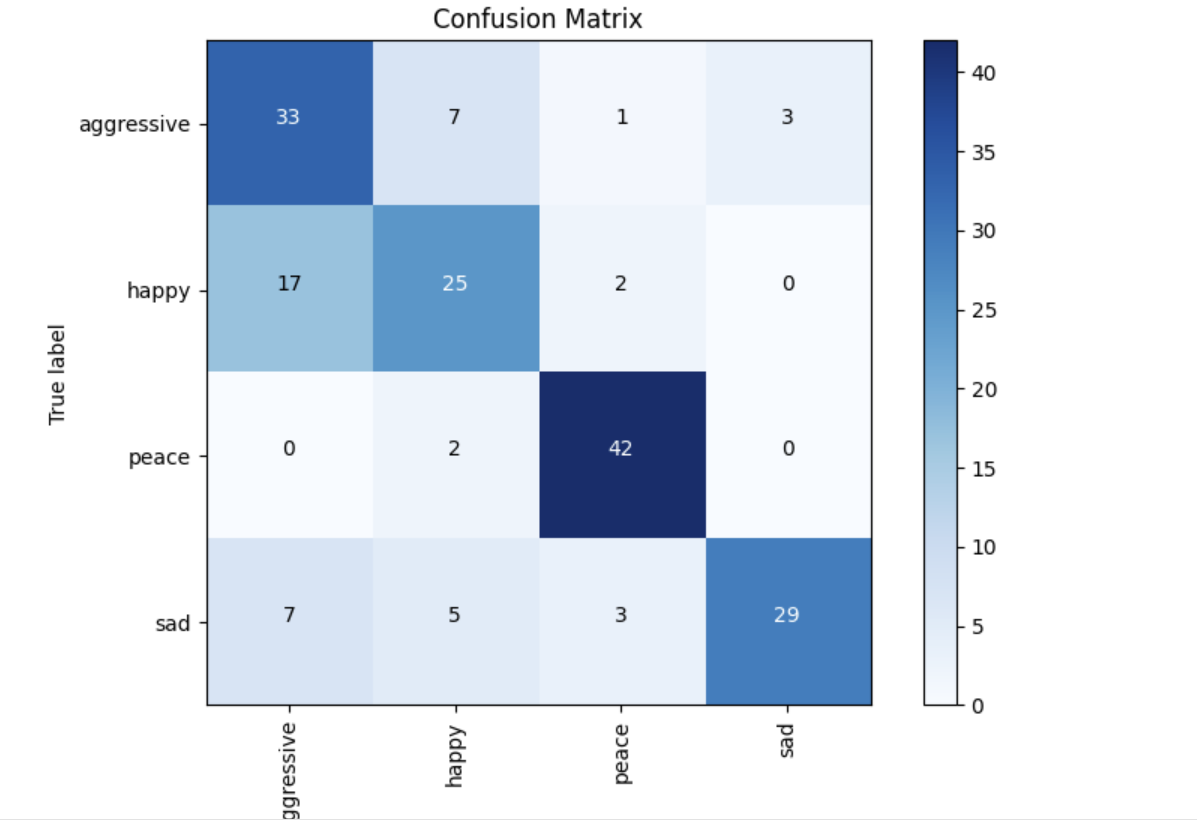 Confusion Matrix
aggressive 33 7 1 3
happy 17 25 2 0
peace 0 2 42 0
sad 7 5 3 29
True label
ggressive happy peace sad
40
35
30
25
20
15
10
5
0